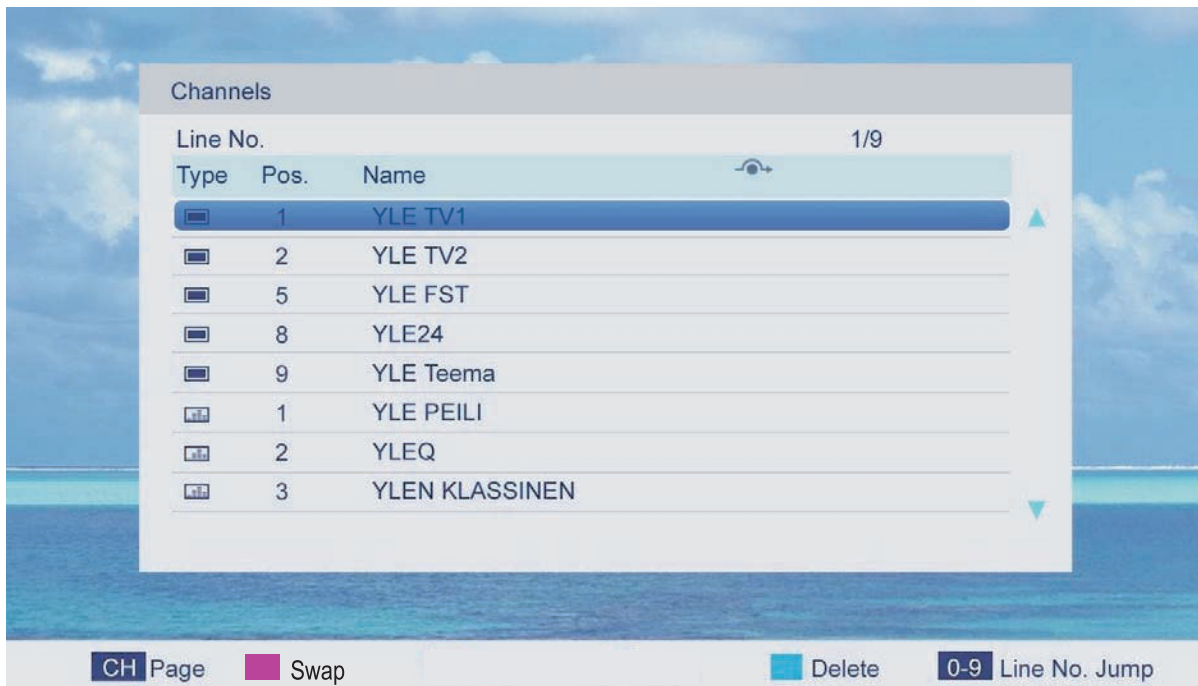 Channels
Line No. 1/9
Type Pos. Name
1 YLE TV1
2 YLE TV2
5 YLE FST
8 YLE24
9 YLE Teema
1 YLE PEILI
2 YLEQ
3 YLEN KLASSINEN
CH Page Swap Delete 0-9 Line No. Jump